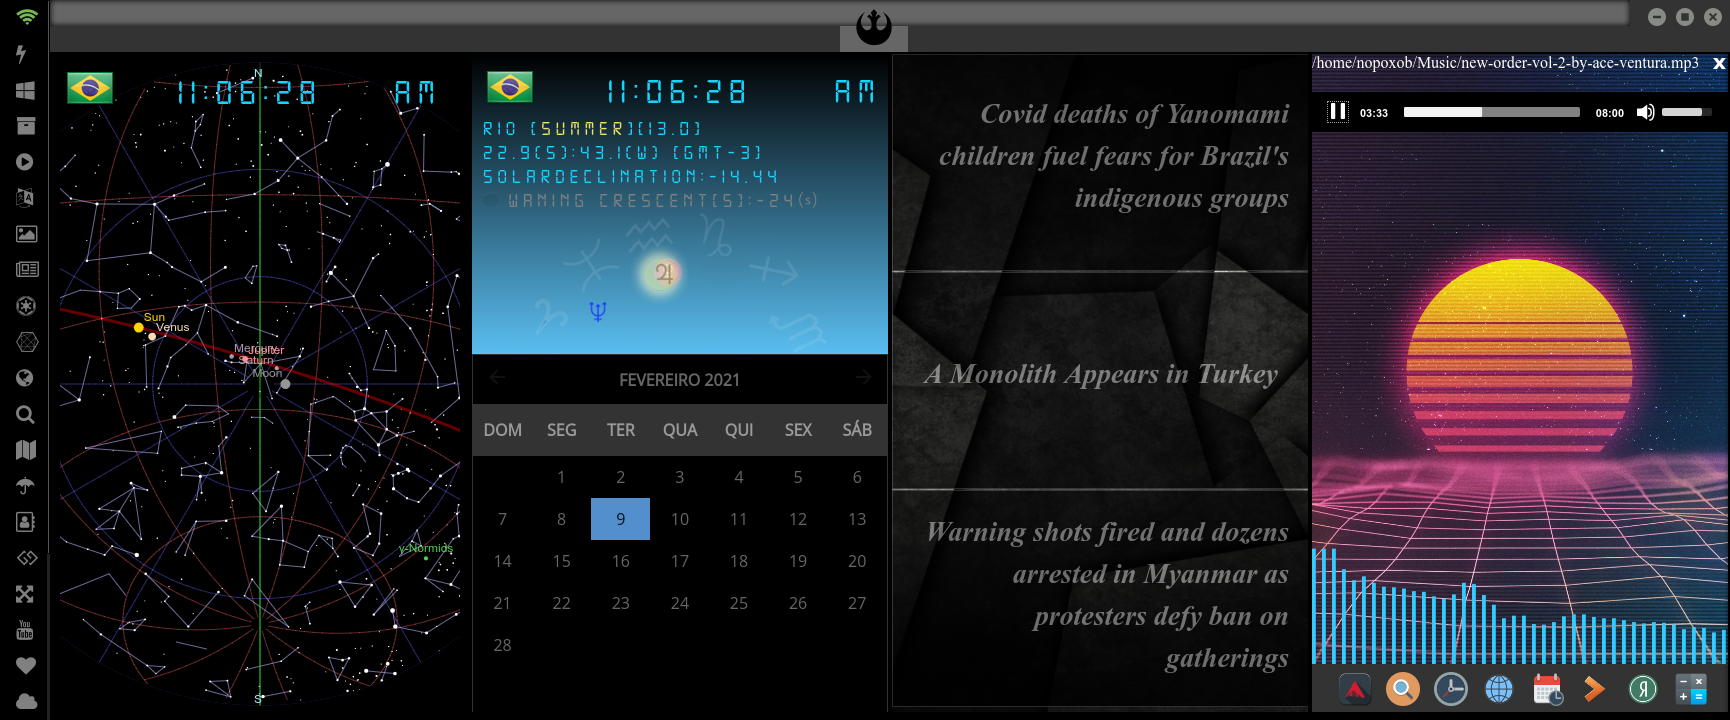 N
11:06:28 AM
Sun
Venus
Mercury
Jupiter
Saturn
Moon
γ-Normids
S
11:06:28 AM
RIO (SUMMER)(13.0)
22.9(S):43.1(W) (GMT-3)
SOLARDECLINATION:-14.44
WANING CRESCENT(S):-24(s)
FEVEREIRO 2021
DOM SEG TER QUA QUI SEX SÁB
1 2 3 4 5 6
7 8 9 10 11 12 13
14 15 16 17 18 19 20
21 22 23 24 25 26 27
28
Covid deaths of Yanomami
children fuel fears for Brazil's
indigenous groups
A Monolith Appears in Turkey
Warning shots fired and dozens
arrested in Myanmar as
protesters defy ban on
gatherings
/home/nopoxob/Music/new-order-vol-2-by-ace-ventura.mp3 x
03:33 08:00
You
Tube
Я